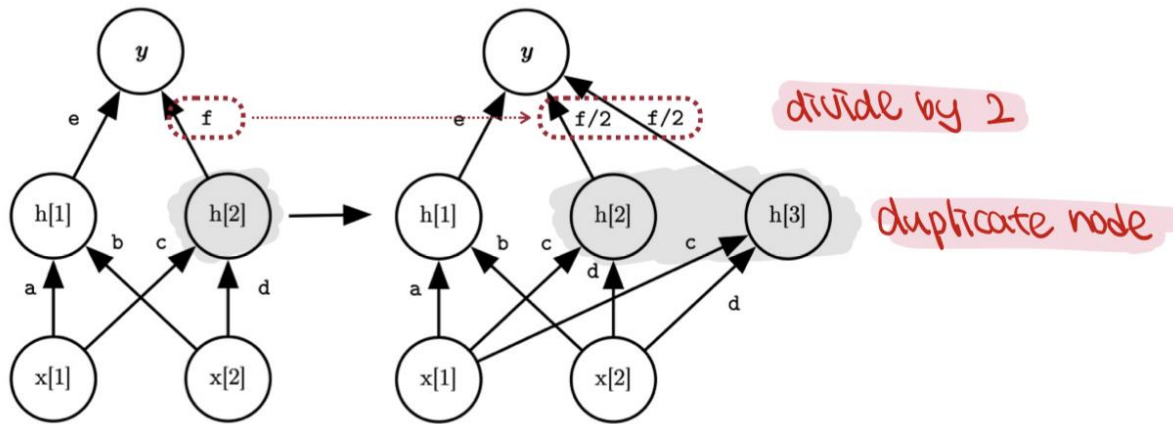 y y
e f e f/2 f/2 divide by 2
h[1] h[2] h[1] h[2] h[3] duplicate node
b c b c c
a d a d d
x[1] x[2] x[1] x[2]